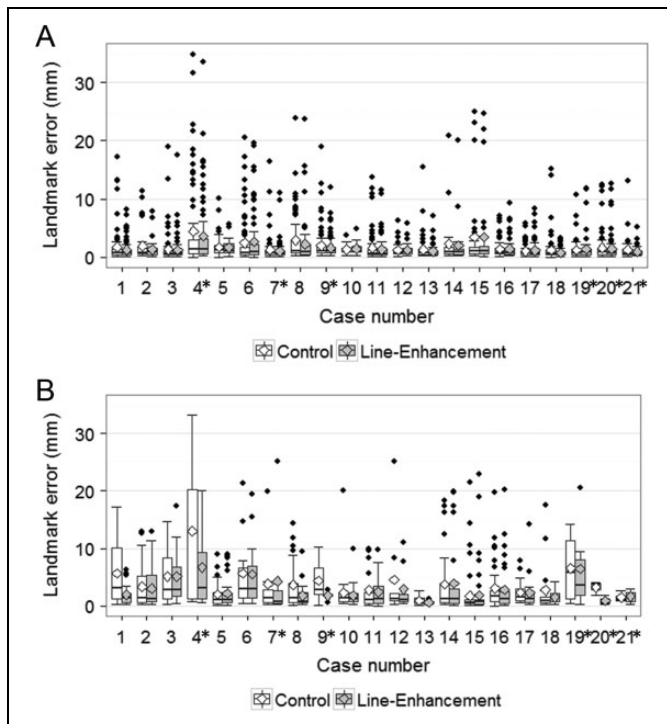 A
Landmark error (mm)
30
20
10
0
1 2 3 4* 5 6 7* 8 9* 10 11 12 13 14 15 16 17 18 19* 20* 21*
Case number
Control Line-Enhancement
B
Landmark error (mm)
30
20
10
0
1 2 3 4* 5 6 7* 8 9* 10 11 12 13 14 15 16 17 18 19* 20* 21*
Case number
Control Line-Enhancement